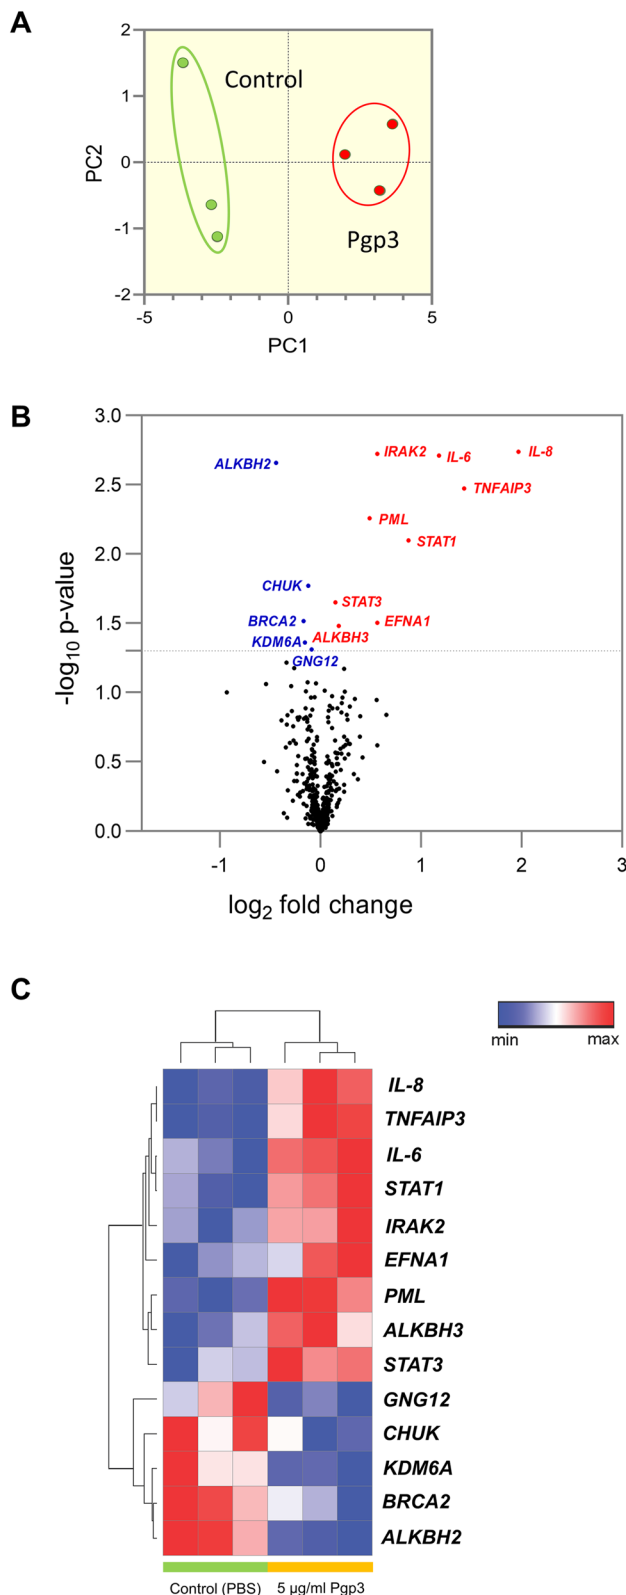 A
2
1
0
-1
-2
PC2
Control
Pgp3
-5
0
5
PC1
B
3.0
2.5
2.0
1.5
1.0
0.5
0.0
-log10 p-value
ALKBH2
IRAK2
IL-6
IL-8
TNFAIP3
PML
STAT1
CHUK
STAT3
BRCA2
EFNA1
KDM6A
ALKBH3
GNG12
-1
0
1
2
3
log2 fold change
C
min
max
IL-8
TNFAIP3
IL-6
STAT1
IRAK2
EFNA1
PML
ALKBH3
STAT3
GNG12
CHUK
KDM6A
BRCA2
ALKBH2
Control (PBS)
5 µg/ml Pgp3